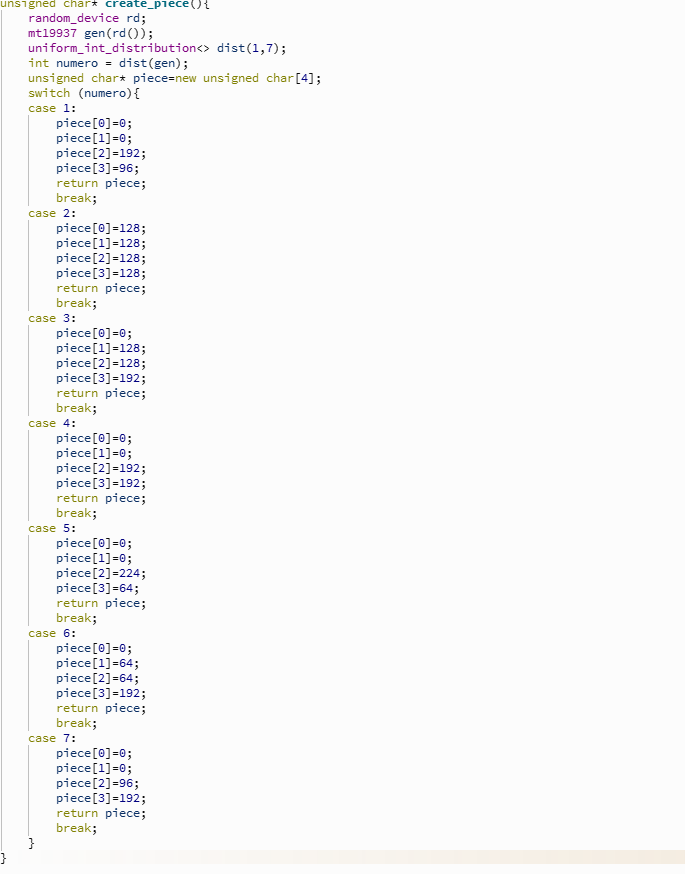 unsigned char* create_piece(){
random_device rd;
mt19937 gen(rd());
uniform_int_distribution<> dist(1,7);
int numero = dist(gen);
unsigned char* piece=new unsigned char[4];
switch (numero){
case 1:
piece[0]=0;
piece[1]=0;
piece[2]=192;
piece[3]=96;
return piece;
break;
case 2:
piece[0]=128;
piece[1]=128;
piece[2]=128;
piece[3]=128;
return piece;
break;
case 3:
piece[0]=0;
piece[1]=128;
piece[2]=128;
piece[3]=192;
return piece;
break;
case 4:
piece[0]=0;
piece[1]=0;
piece[2]=192;
piece[3]=192;
return piece;
break;
case 5:
piece[0]=0;
piece[1]=0;
piece[2]=224;
piece[3]=64;
return piece;
break;
case 6:
piece[0]=0;
piece[1]=64;
piece[2]=64;
piece[3]=192;
return piece;
break;
case 7:
piece[0]=0;
piece[1]=0;
piece[2]=96;
piece[3]=192;
return piece;
break;
}
}